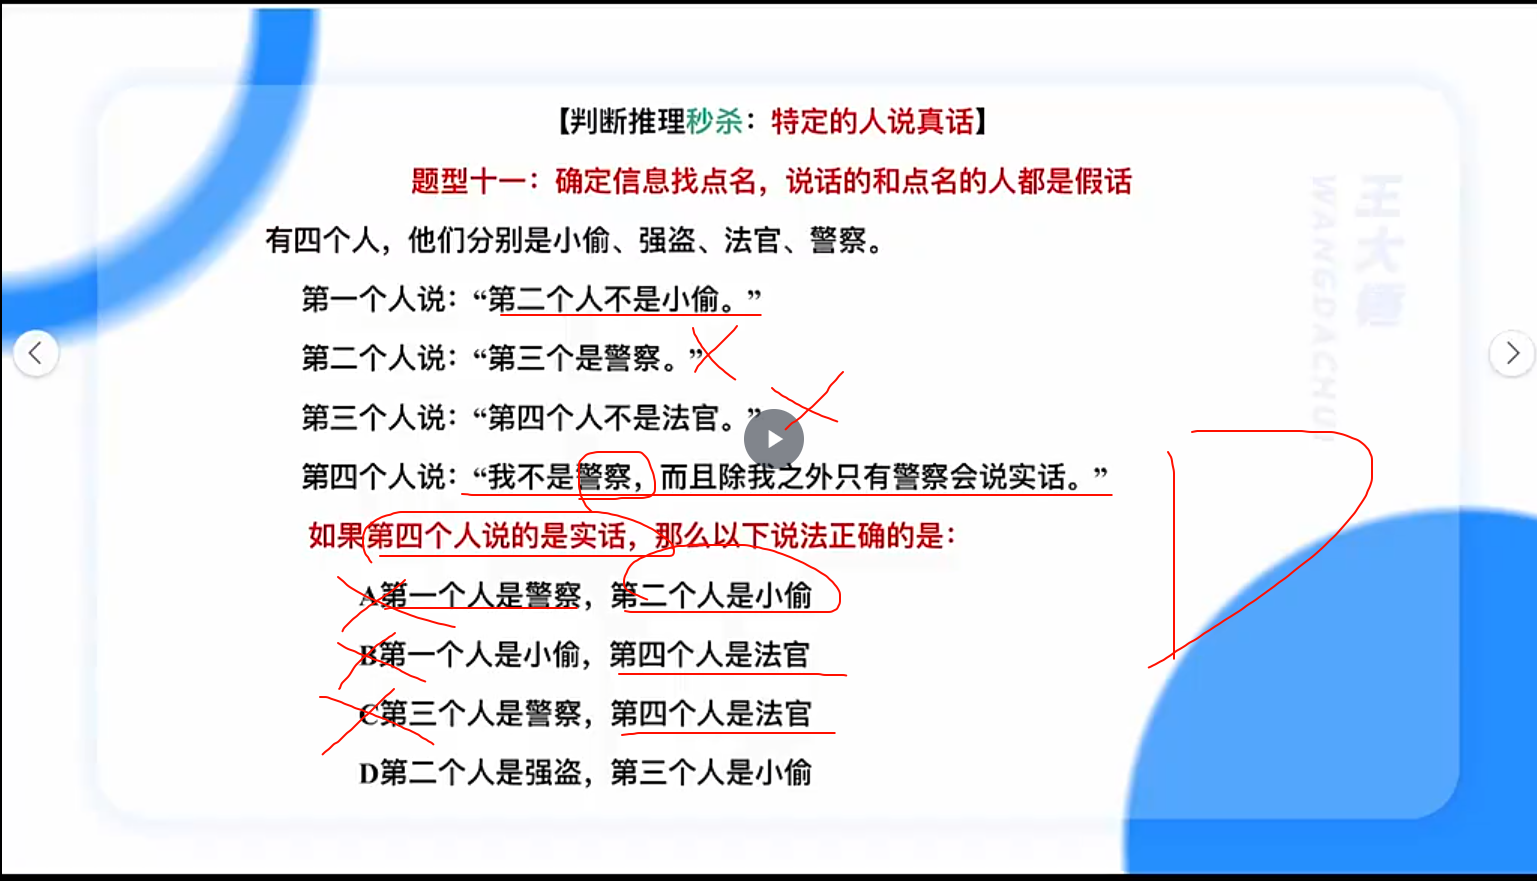 【判断推理秒杀：特定的人说真话】
题型十一：确定信息找点名，说话的和点名的人都是假话
有四个人，他们分别是小偷、强盗、法官、警察。
第一个人说：“第二个人不是小偷。”
第二个人说：“第三个是警察。”
第三个人说：“第四个人不是法官。”
第四个人说：“我不是警察，而且除我之外只有警察会说实话。”
如果第四个人说的是实话，那么以下说法正确的是：
A第一个人是警察，第二个人是小偷
B第一个人是小偷，第四个人是法官
C第三个人是警察，第四个人是法官
D第二个人是强盗，第三个人是小偷
王大锤
WANGDACHUI